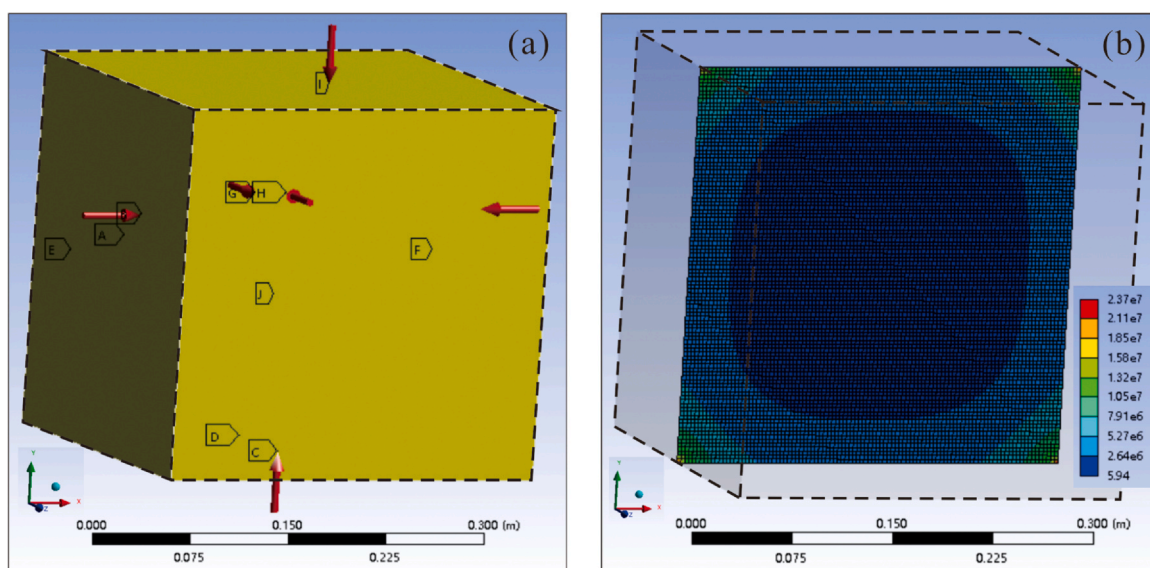 (a)
I
G
H
A
E
F
J
D
C
Y
X
Z
0.000
0.150
0.300 (m)
0.075
0.225
(b)
2.37e7
2.11e7
1.85e7
1.58e7
1.32e7
1.05e7
7.91e6
5.27e6
2.64e6
5.94
Y
X
Z
0.000
0.150
0.300 (m)
0.075
0.225